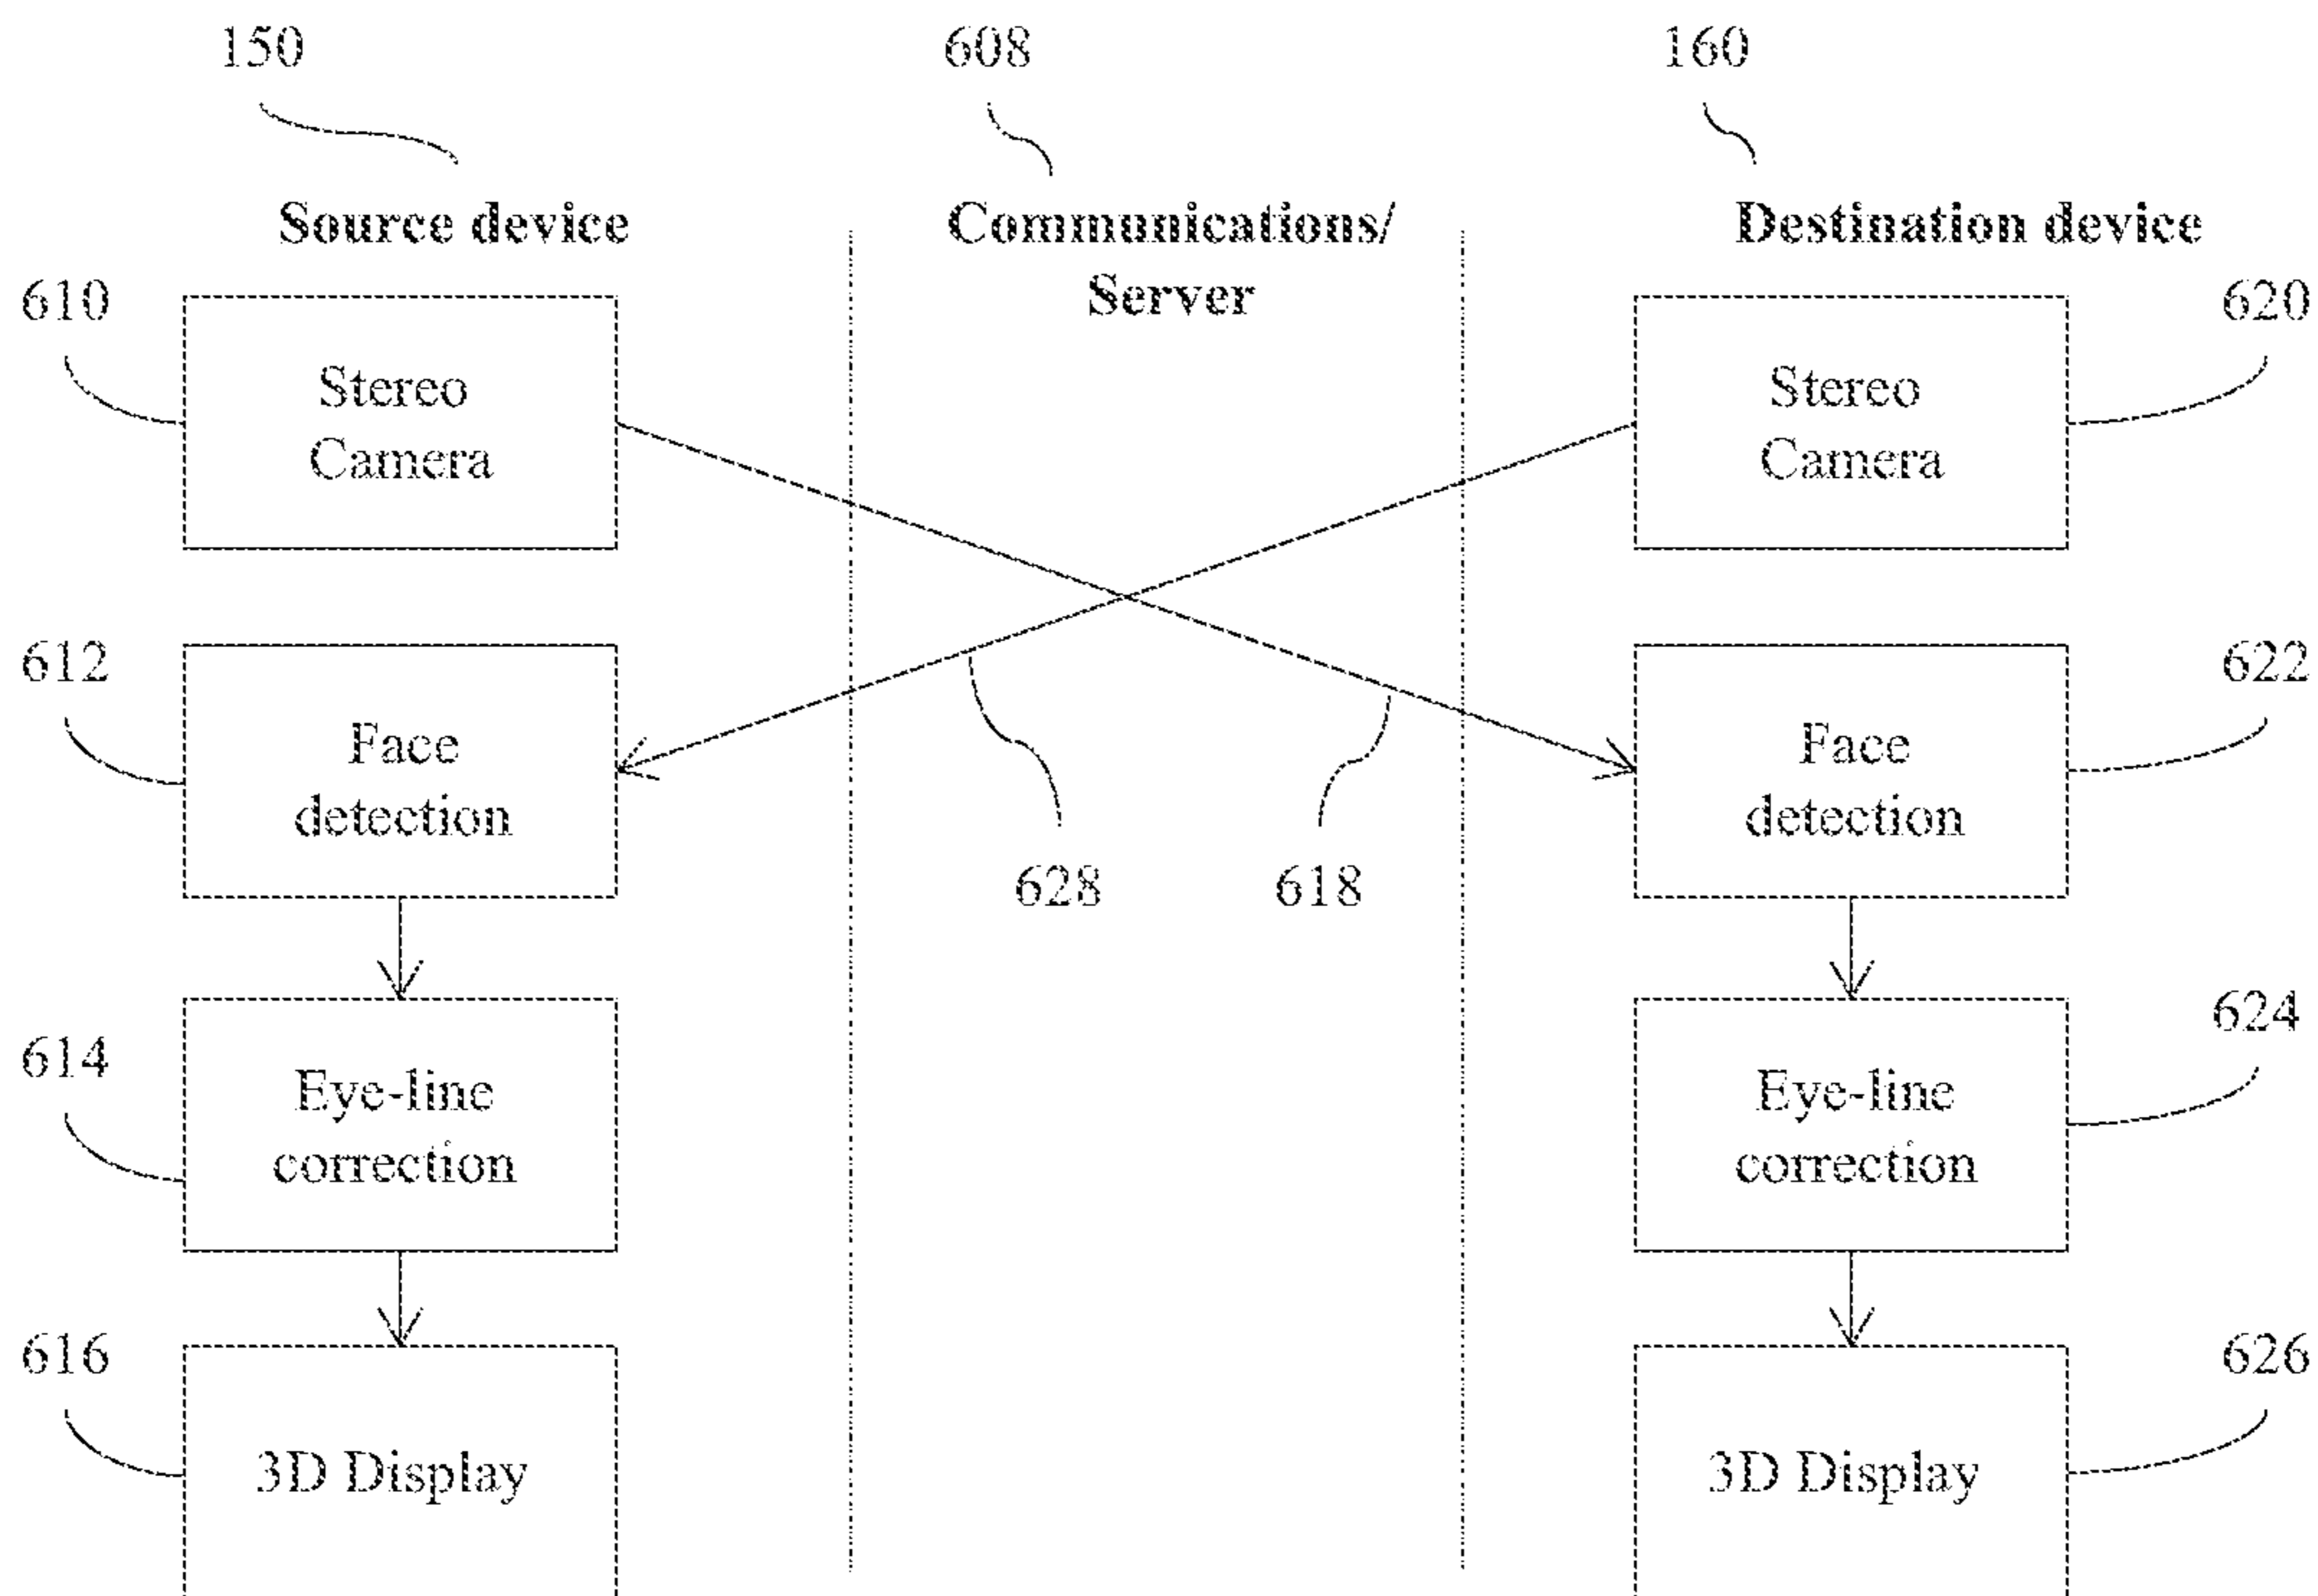 150
608
160
Source device
Communications/
Server
Destination device
610
Stereo
Camera
Stereo
Camera
620
612
Face
detection
Face
detection
622
628
618
614
Eye-line
correction
Eye-line
correction
624
616
3D Display
3D Display
626